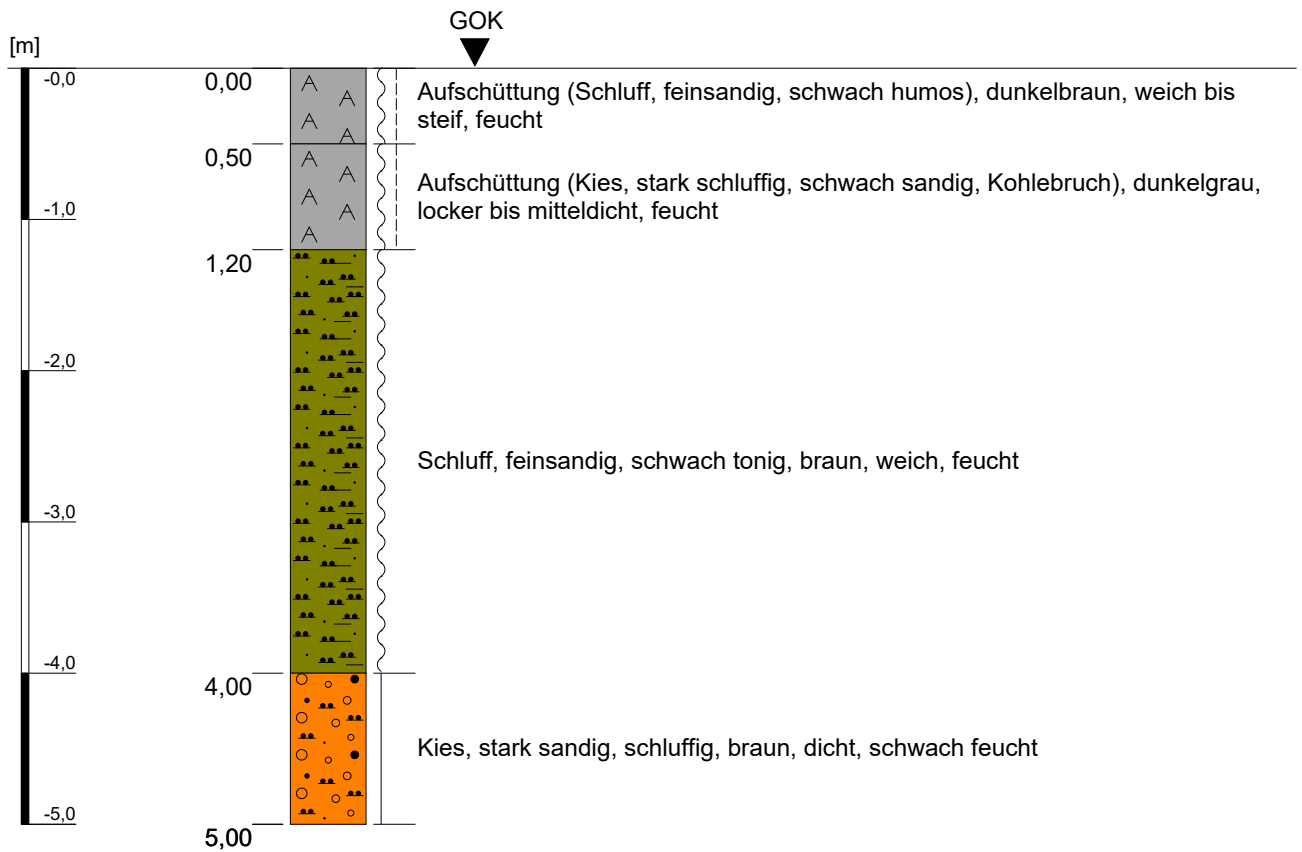 GOK
[m]
-0,0
0,00
Aufschüttung (Schluff, feinsandig, schwach humos), dunkelbraun, weich bis
steif, feucht
0,50
Aufschüttung (Kies, stark schluffig, schwach sandig, Kohlebruch), dunkelgrau,
locker bis mitteldicht, feucht
-1,0
1,20
-2,0
Schluff, feinsandig, schwach tonig, braun, weich, feucht
-3,0
-4,0
4,00
Kies, stark sandig, schluffig, braun, dicht, schwach feucht
-5,0
5,00